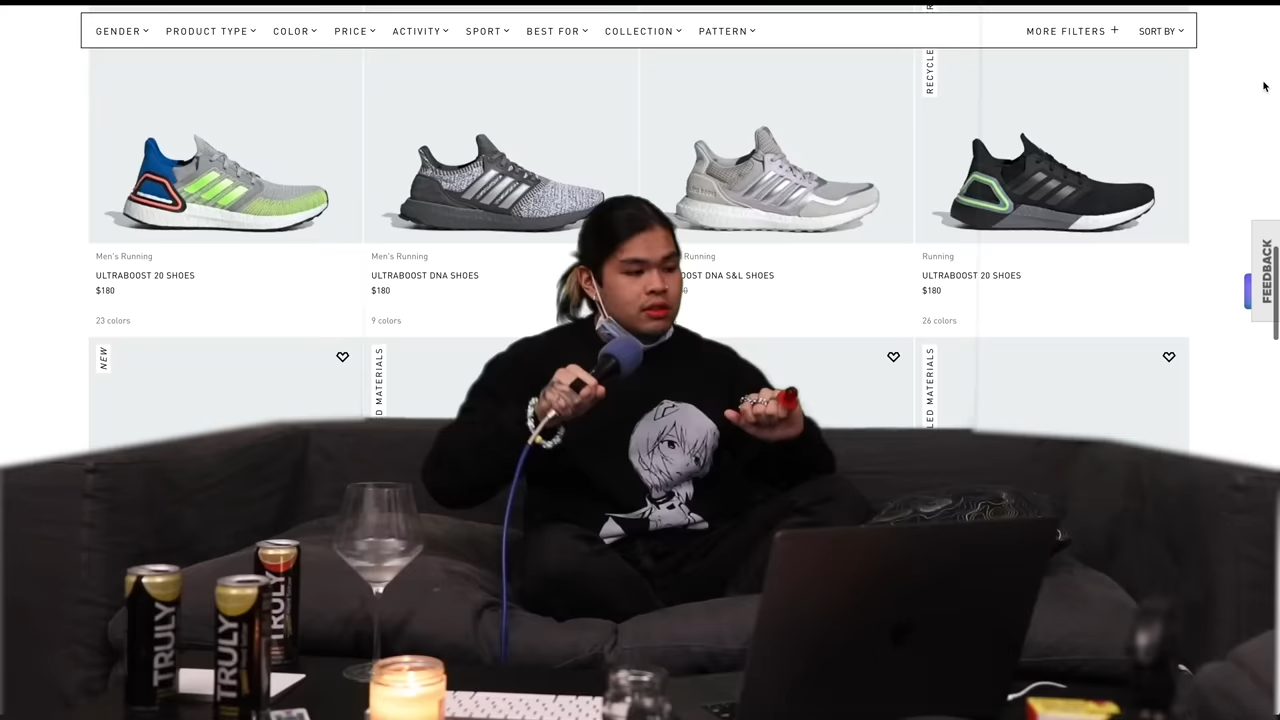 GENDER PRODUCT TYPE COLOR PRICE ACTIVITY SPORT BEST FOR COLLECTION PATTERN MORE FILTERS + SORT BY
RECYCLE
Men's Running
ULTRABOOST 20 SHOES
$180
23 colors
Men's Running
ULTRABOOST DNA SHOES
$180
9 colors
Running
OOST DNA S&L SHOES
Running
ULTRABOOST 20 SHOES
$180
26 colors
FEEDBACK
NEW
D MATERIALS
LED MATERIALS
TRULY
TRULY
TRULY